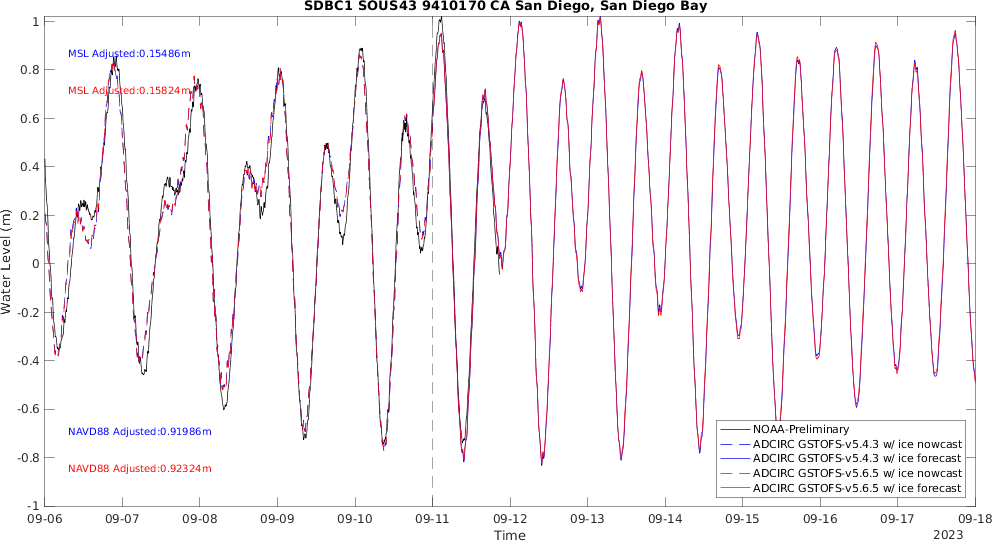 SDBC1 SOUS43 9410170 CA San Diego, San Diego Bay
MSL Adjusted:0.15486m
MSL Adjusted:0.15824m
NAVD88 Adjusted:0.91986m
NAVD88 Adjusted:0.92324m
Water Level (m)
1
0.8
0.6
0.4
0.2
0
-0.2
-0.4
-0.6
-0.8
-1
NOAA-Preliminary
ADCIRC GSTOFS-v5.4.3 w/ ice nowcast
ADCIRC GSTOFS-v5.4.3 w/ ice forecast
ADCIRC GSTOFS-v5.6.5 w/ ice nowcast
ADCIRC GSTOFS-v5.6.5 w/ ice forecast
09-06 09-07 09-08 09-09 09-10 09-11 09-12 09-13 09-14 09-15 09-16 09-17 09-18
Time
2023